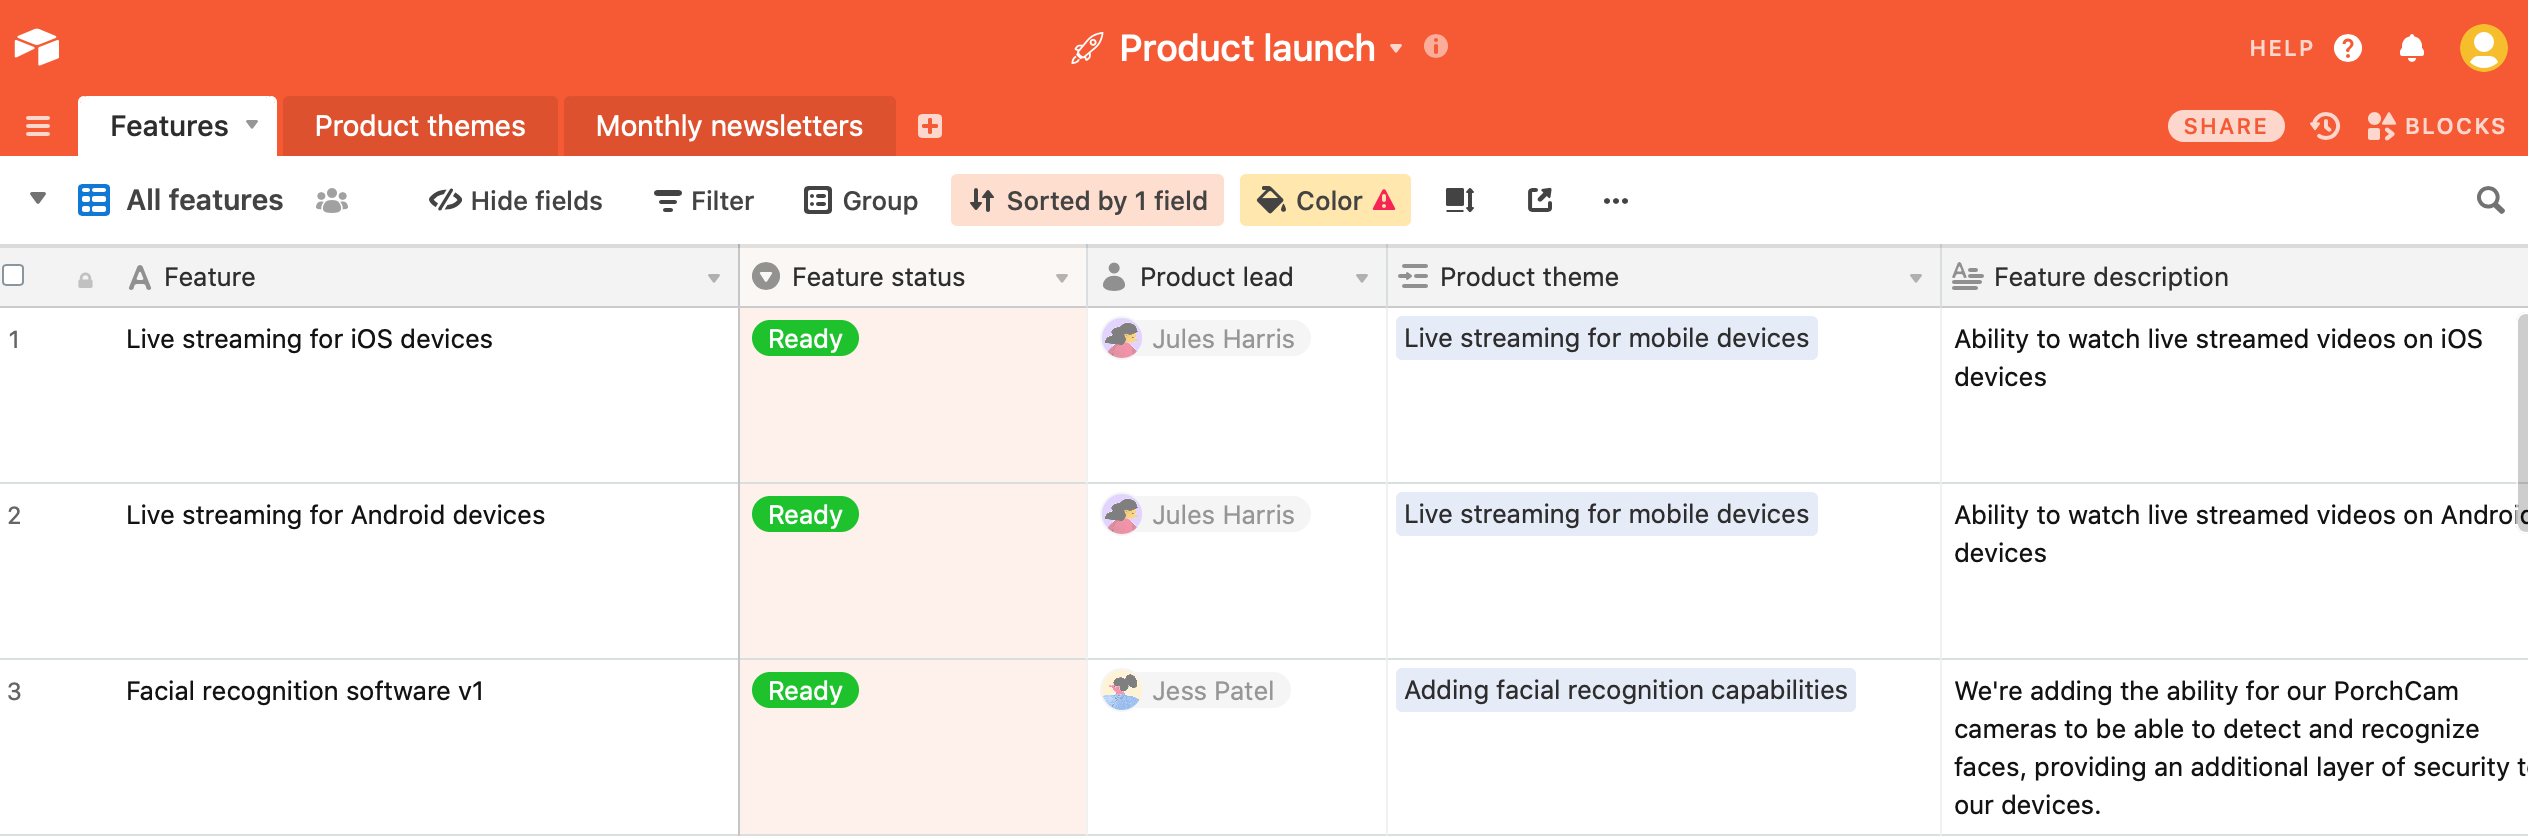 Product launch
HELP
Features
Product themes
Monthly newsletters
SHARE
BLOCKS
All features
Hide fields
Filter
Group
Sorted by 1 field
Color
Feature
Feature status
Product lead
Product theme
Feature description
1
Live streaming for iOS devices
Ready
Jules Harris
Live streaming for mobile devices
Ability to watch live streamed videos on iOS
devices
2
Live streaming for Android devices
Ready
Jules Harris
Live streaming for mobile devices
Ability to watch live streamed videos on Android
devices
3
Facial recognition software v1
Ready
Jess Patel
Adding facial recognition capabilities
We're adding the ability for our PorchCam
cameras to be able to detect and recognize
faces, providing an additional layer of security t
our devices.